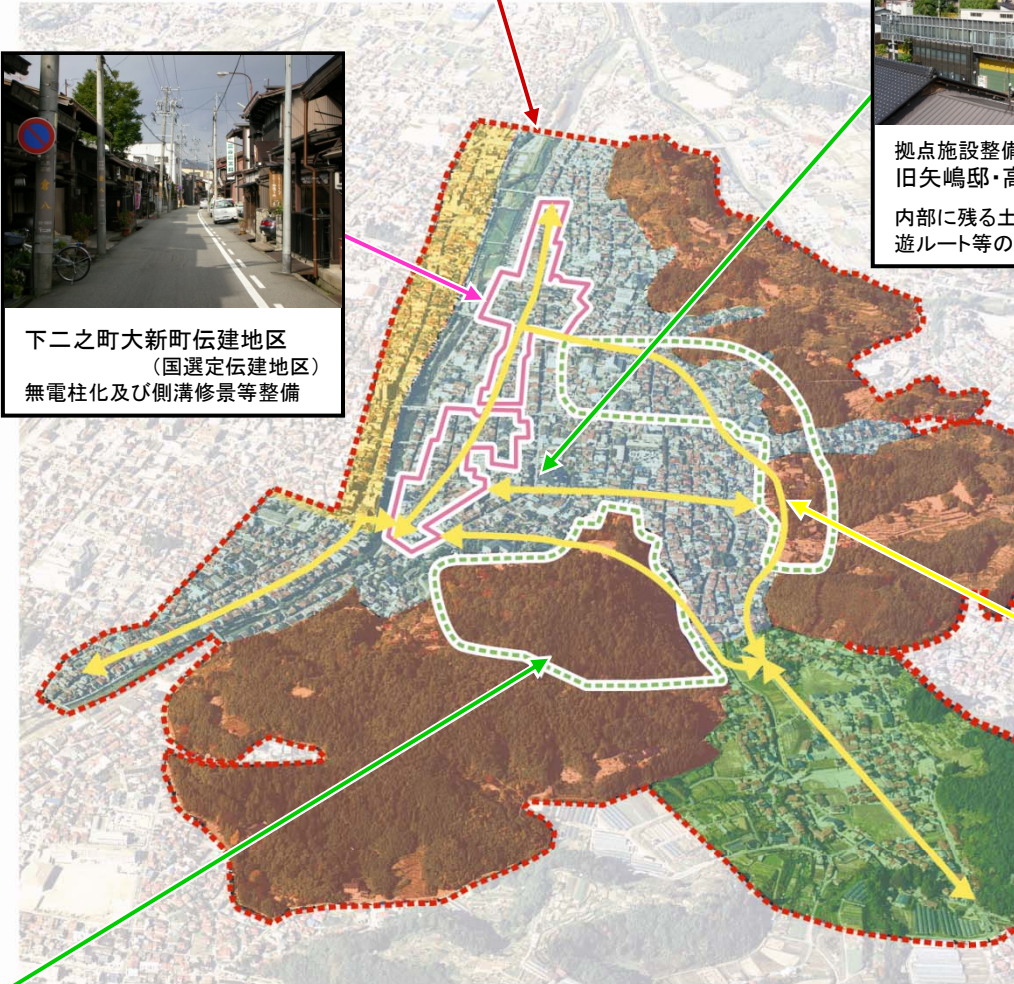 下二之町大新町伝建地区
（国選定伝建地区）
無電柱化及び側溝修景等整備
拠点施設整備
旧矢嶋邸・高
内部に残る土
遊ルート等の